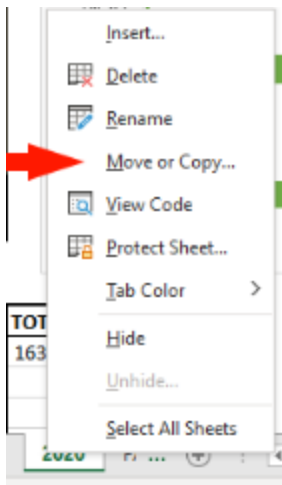 Insert...
Delete
Rename
Move or Copy...
View Code
Protect Sheet...
Tab Color
Hide
TOT
163
Unhide...
Select All Sheets
2020
...